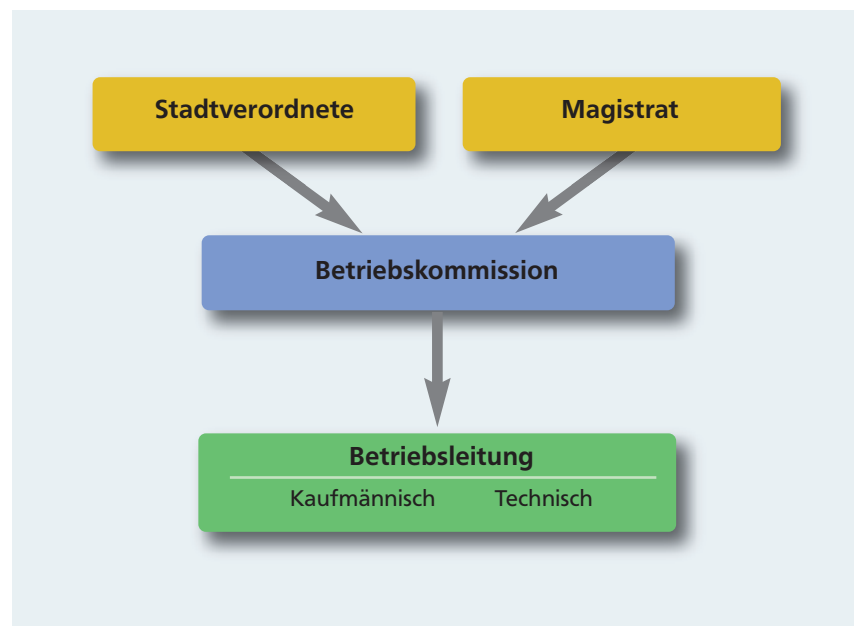 Stadtverordnete
Magistrat
Betriebskommission
Betriebsleitung
Kaufmännisch Technisch